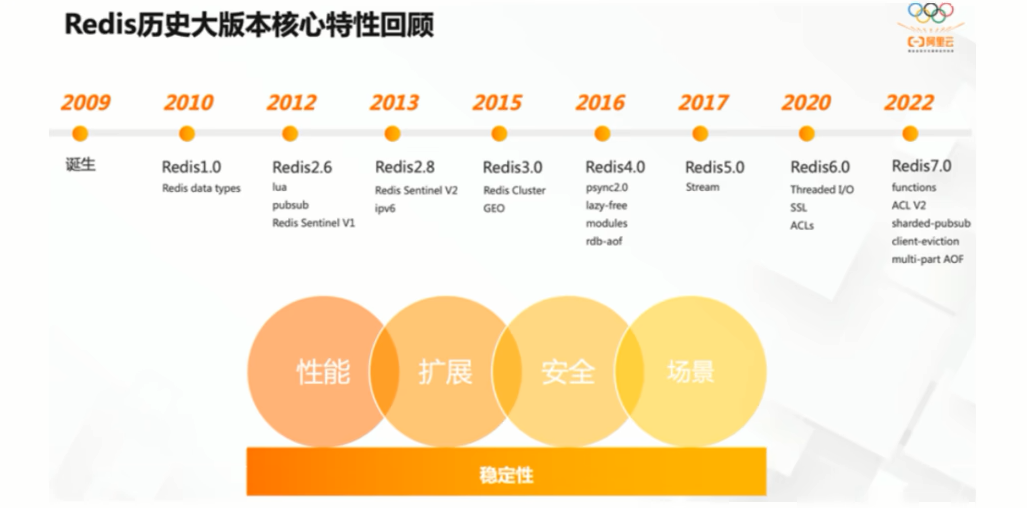 Redis历史大版本核心特性回顾
阿里云
2009 2010 2012 2013 2015 2016 2017 2020 2022
诞生
Redis1.0
Redis data types
Redis2.6
lua
pubsub
Redis Sentinel V1
Redis2.8
Redis Sentinel V2
ipv6
Redis3.0
Redis Cluster
GEO
Redis4.0
psync2.0
lazy-free
modules
rdb-aof
Redis5.0
Stream
Redis6.0
Threaded I/O
SSL
ACLs
Redis7.0
functions
ACL V2
sharded-pubsub
client-eviction
multi-part AOF
性能 扩展 安全 场景
稳定性